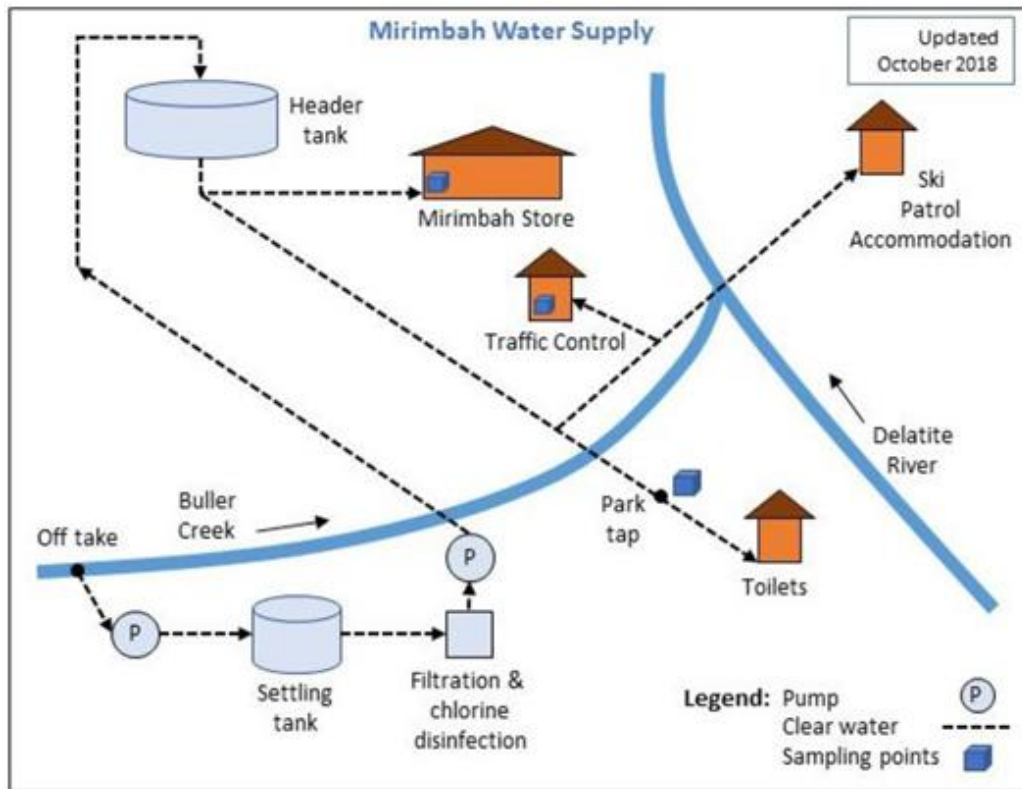 Mirimbah Water Supply
Updated
October 2018
Header
tank
Mirimbah Store
Ski
Patrol
Accommodation
Traffic Control
Delatite
River
Buller
Creek
Off take
Park
tap
P
Toilets
P
Settling
tank
Filtration &
chlorine
disinfection
Legend: Pump P
Clear water
Sampling points